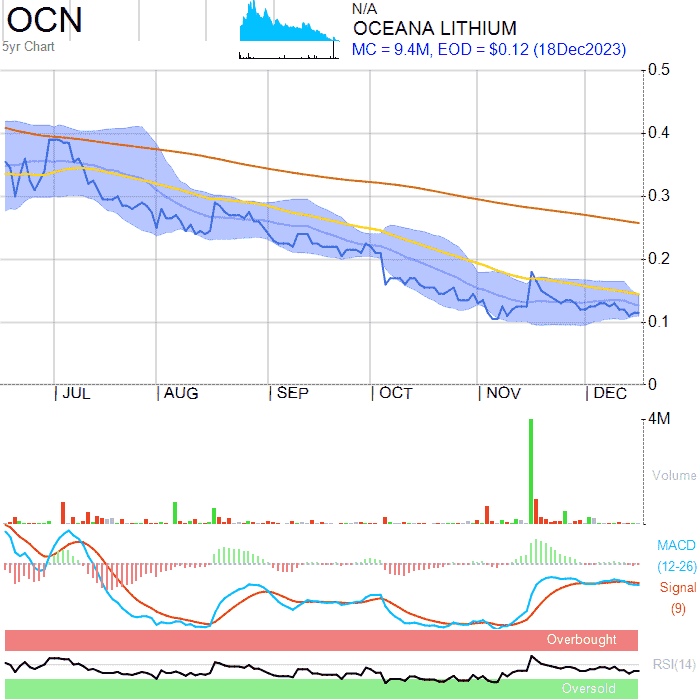 OCN
5yr Chart
N/A
OCEANA LITHIUM
MC = 9.4M, EOD = $0.12 (18Dec2023)
0.5
0.4
0.3
0.2
0.1
0
JUL AUG SEP OCT NOV DEC
4M
Volume
MACD
(12-26)
Signal
(9)
Overbought
RSI(14)
Oversold